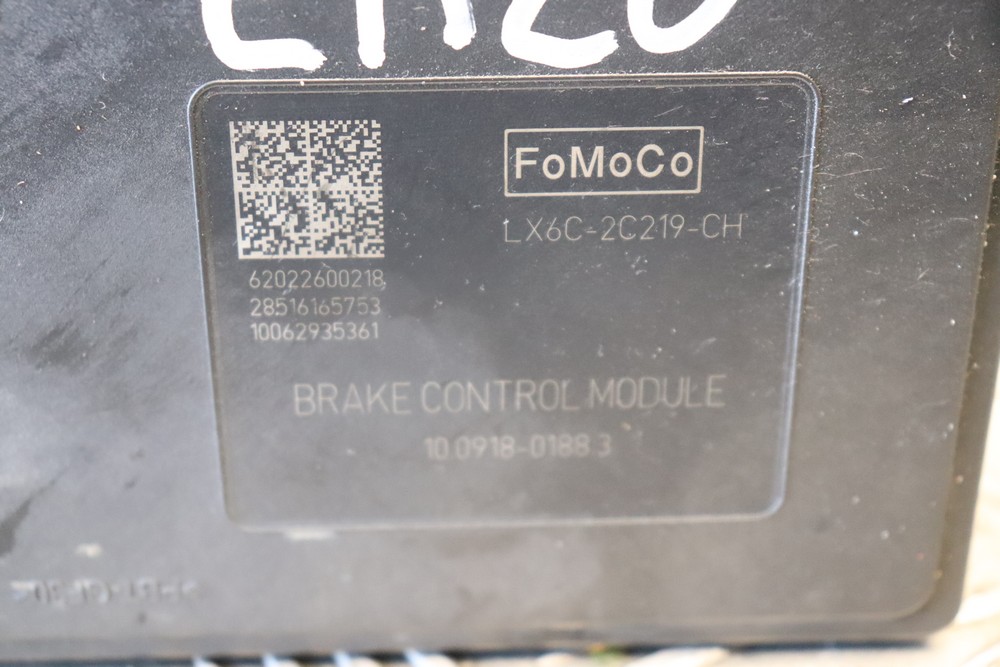 FoMoCo
LX6C-2C219-CH
62022600218
28516165753
10062935361
BRAKE CONTROL MODULE
10.0918-0188.3